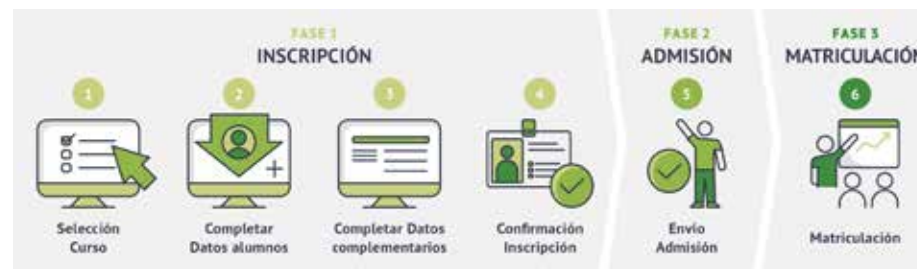 FASE 1
INSCRIPCIÓN
1
Selección
Curso
2
Completar
Datos alumnos
3
Completar Datos
complementarios
4
Confirmación
Inscripción
FASE 2
ADMISIÓN
5
Envío
Admisión
FASE 3
MATRICULACIÓN
6
Matriculación